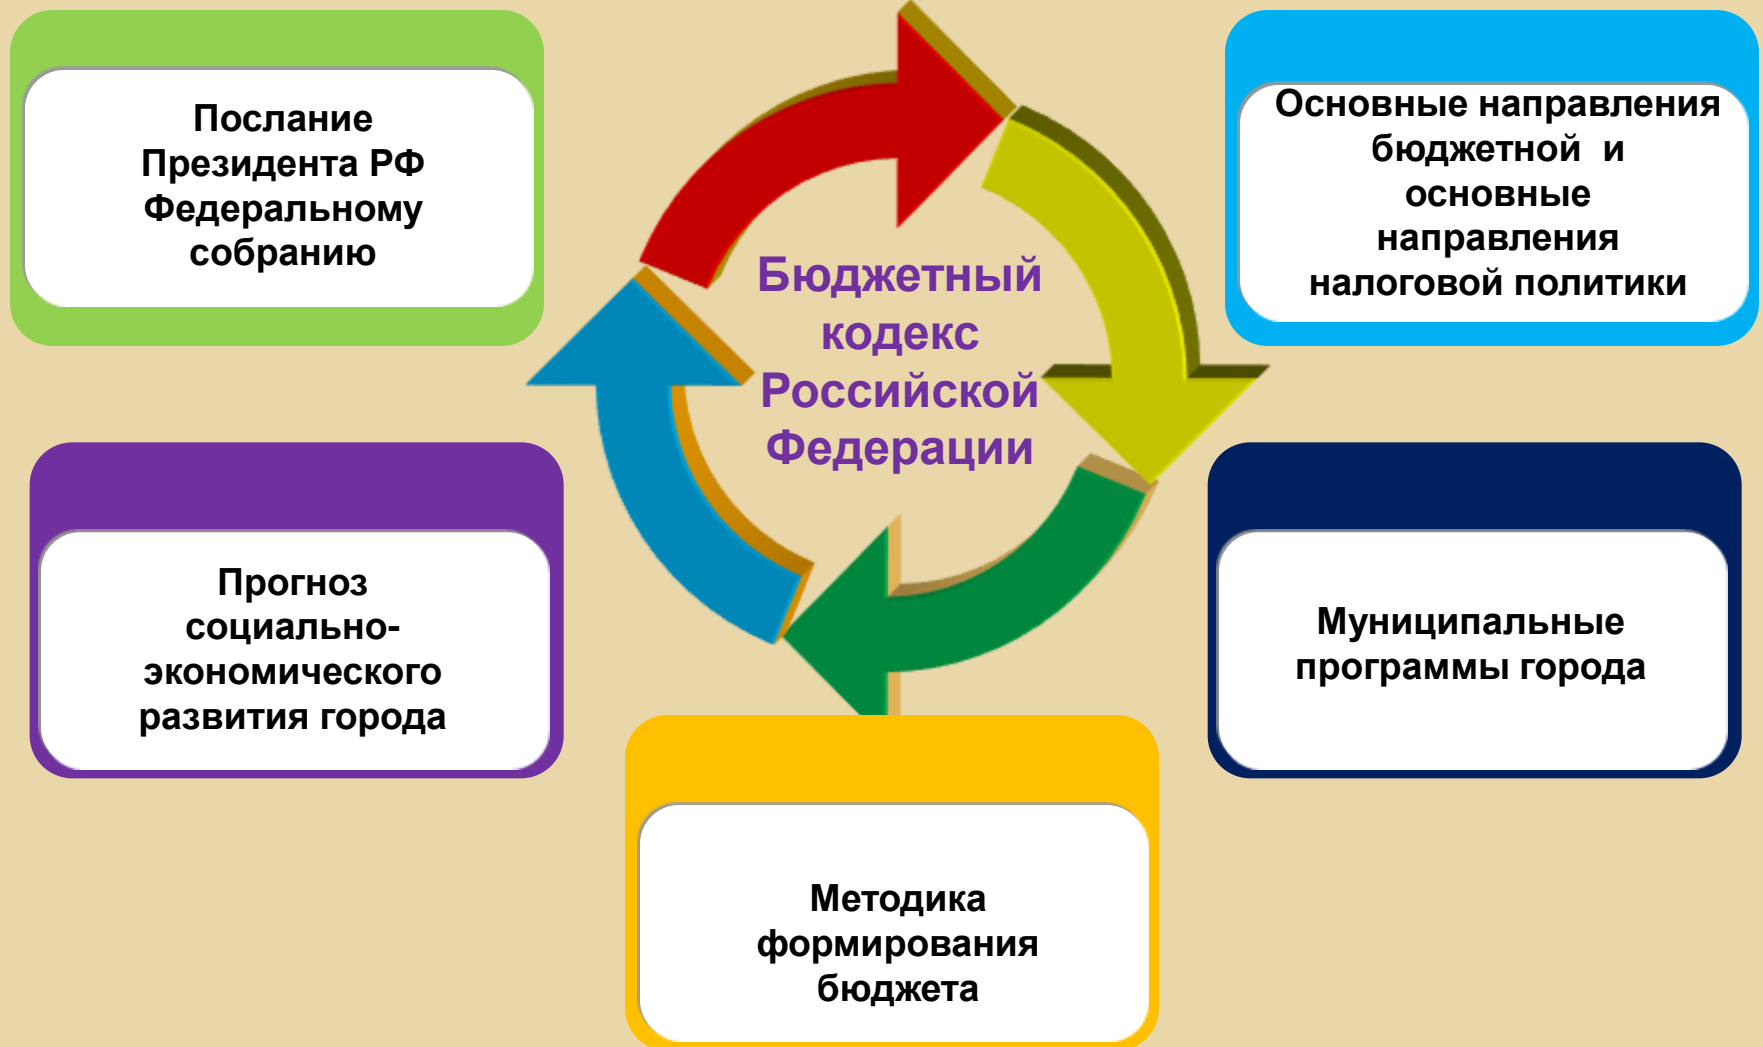 Послание
Президента РФ
Федеральному
собранию
Основные направления
бюджетной и
основные
направления
налоговой политики
Бюджетный
кодекс
Российской
Федерации
Прогноз
социально-
экономического
развития города
Муниципальные
программы города
Методика
формирования
бюджета